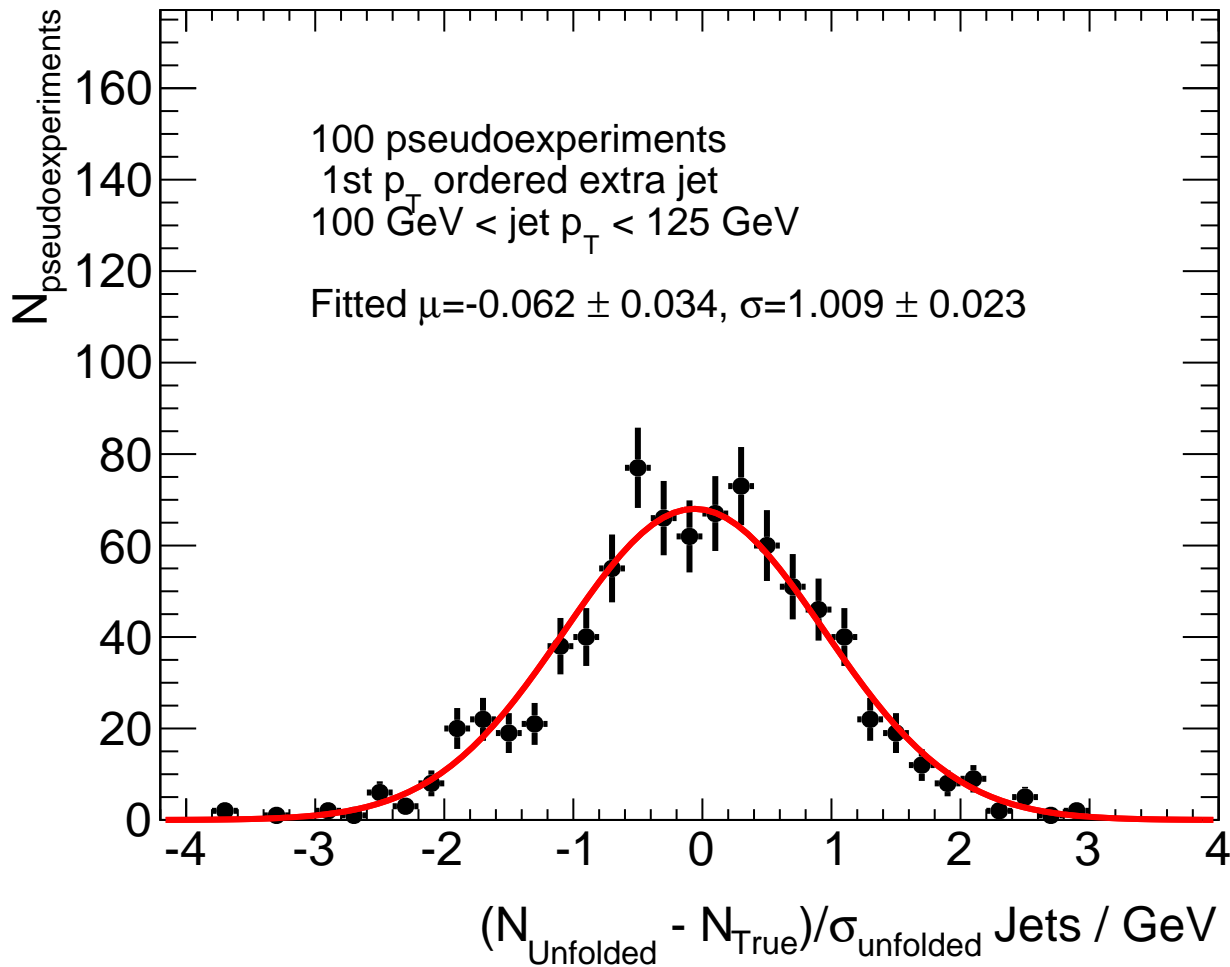 N_pseudoexperiments
160
140
120
100
80
60
40
20
0
100 pseudoexperiments
1st p_T ordered extra jet
100 GeV < jet p_T < 125 GeV
Fitted μ=-0.062 ± 0.034, σ=1.009 ± 0.023
-4 -3 -2 -1 0 1 2 3 4
(N_Unfolded - N_True)/σ_unfolded Jets / GeV